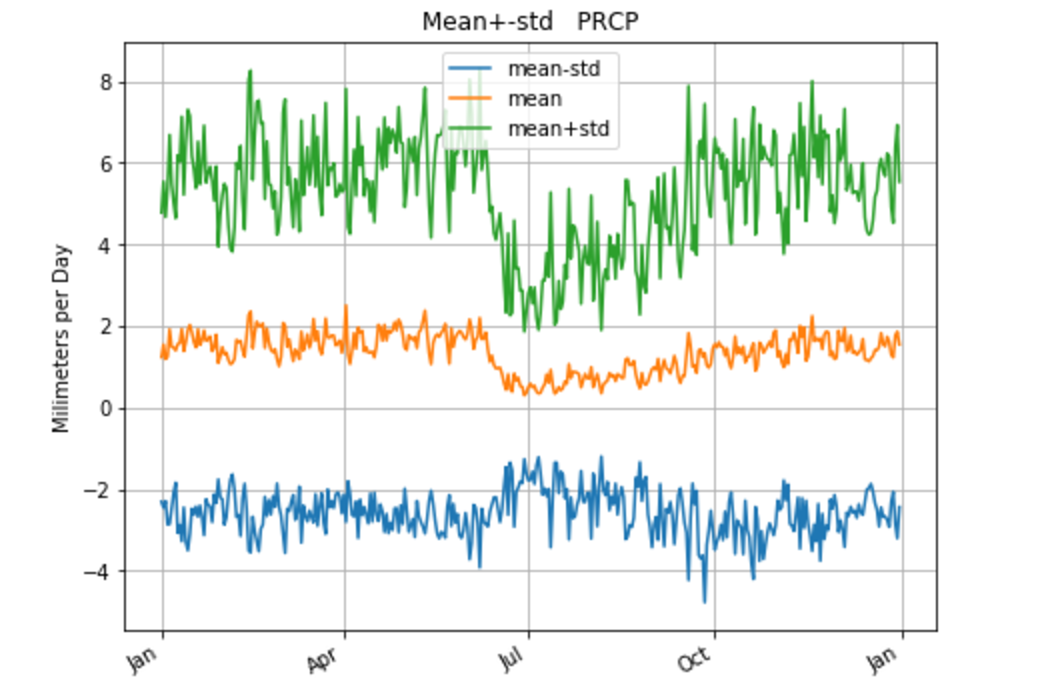 Mean+-std PRCP
mean-std
mean
mean+std
Milimeters per Day
8
6
4
2
0
−2
−4
Jan
Apr
Jul
Oct
Jan